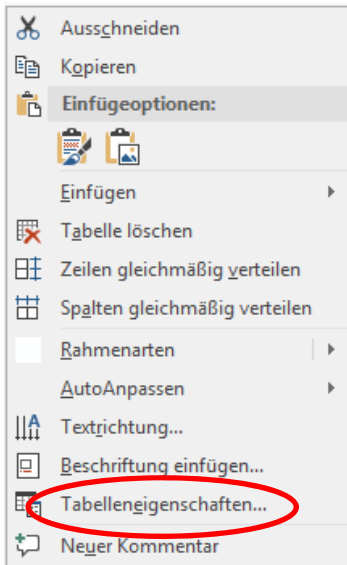 Ausschneiden
Kopieren
Einfügeoptionen:
Einfügen
Tabelle löschen
Zeilen gleichmäßig verteilen
Spalten gleichmäßig verteilen
Rahmenarten
AutoAnpassen
Textrichtung...
Beschriftung einfügen...
Tabelleneigenschaften...
Neuer Kommentar